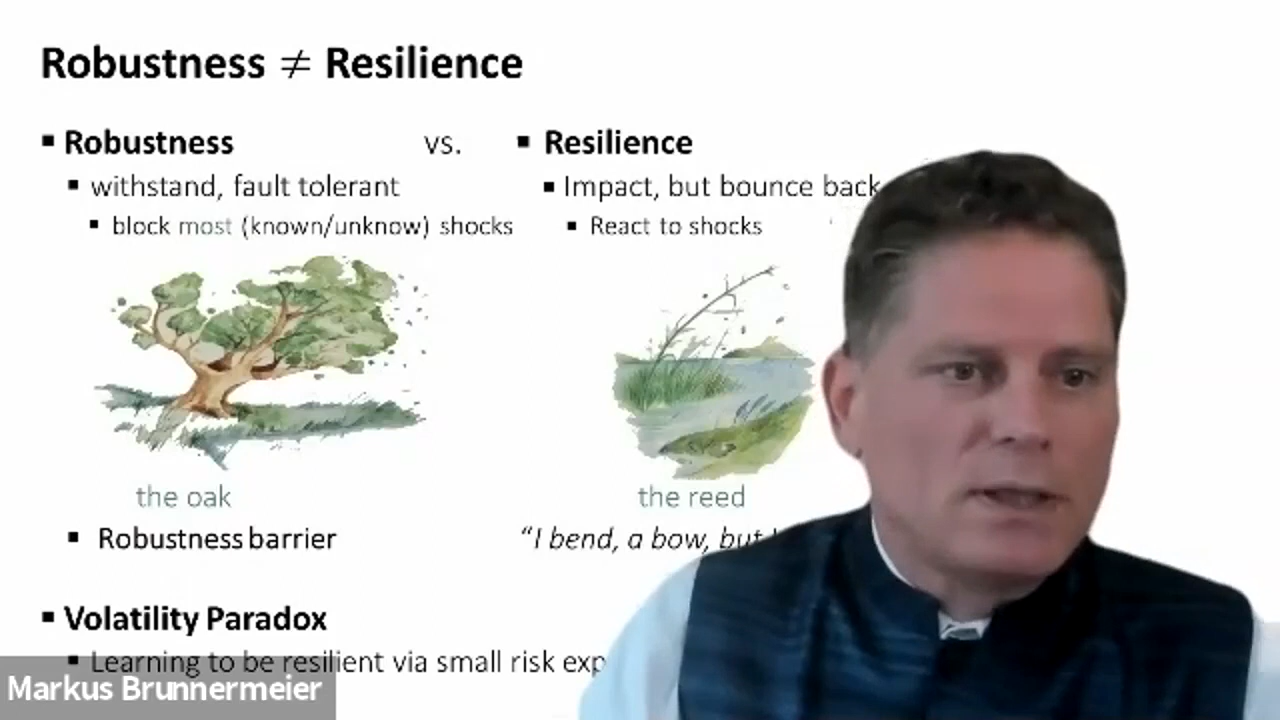 Robustness ≠ Resilience
▪ Robustness vs. ▪ Resilience
▪ withstand, fault tolerant ▪ Impact, but bounce back
▪ block most (known/unknow) shocks ▪ React to shocks
the oak the reed
▪ Robustness barrier “I bend, a bow, but
▪ Volatility Paradox
▪ Learning to be resilient via small risk
Markus Brunnermeier